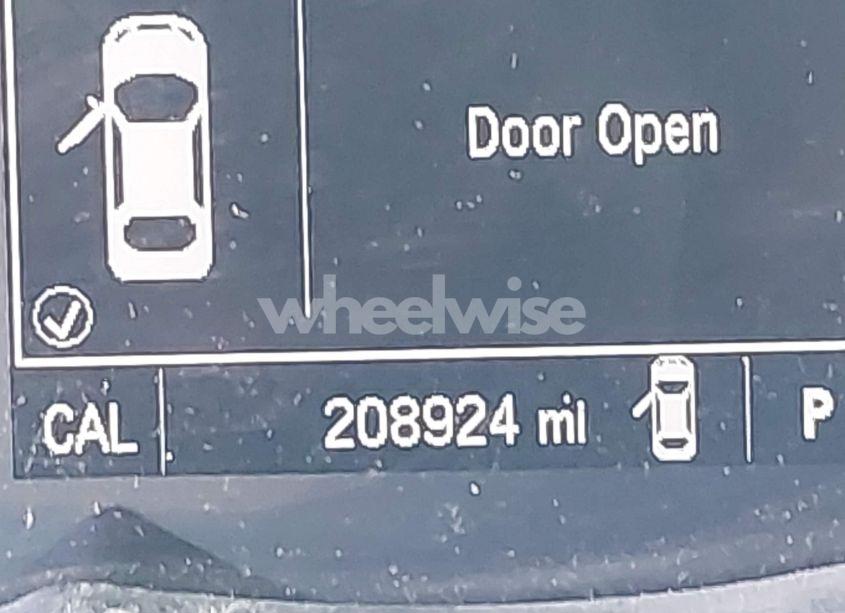 Door Open
wheelwise
CAL 208924 mi P